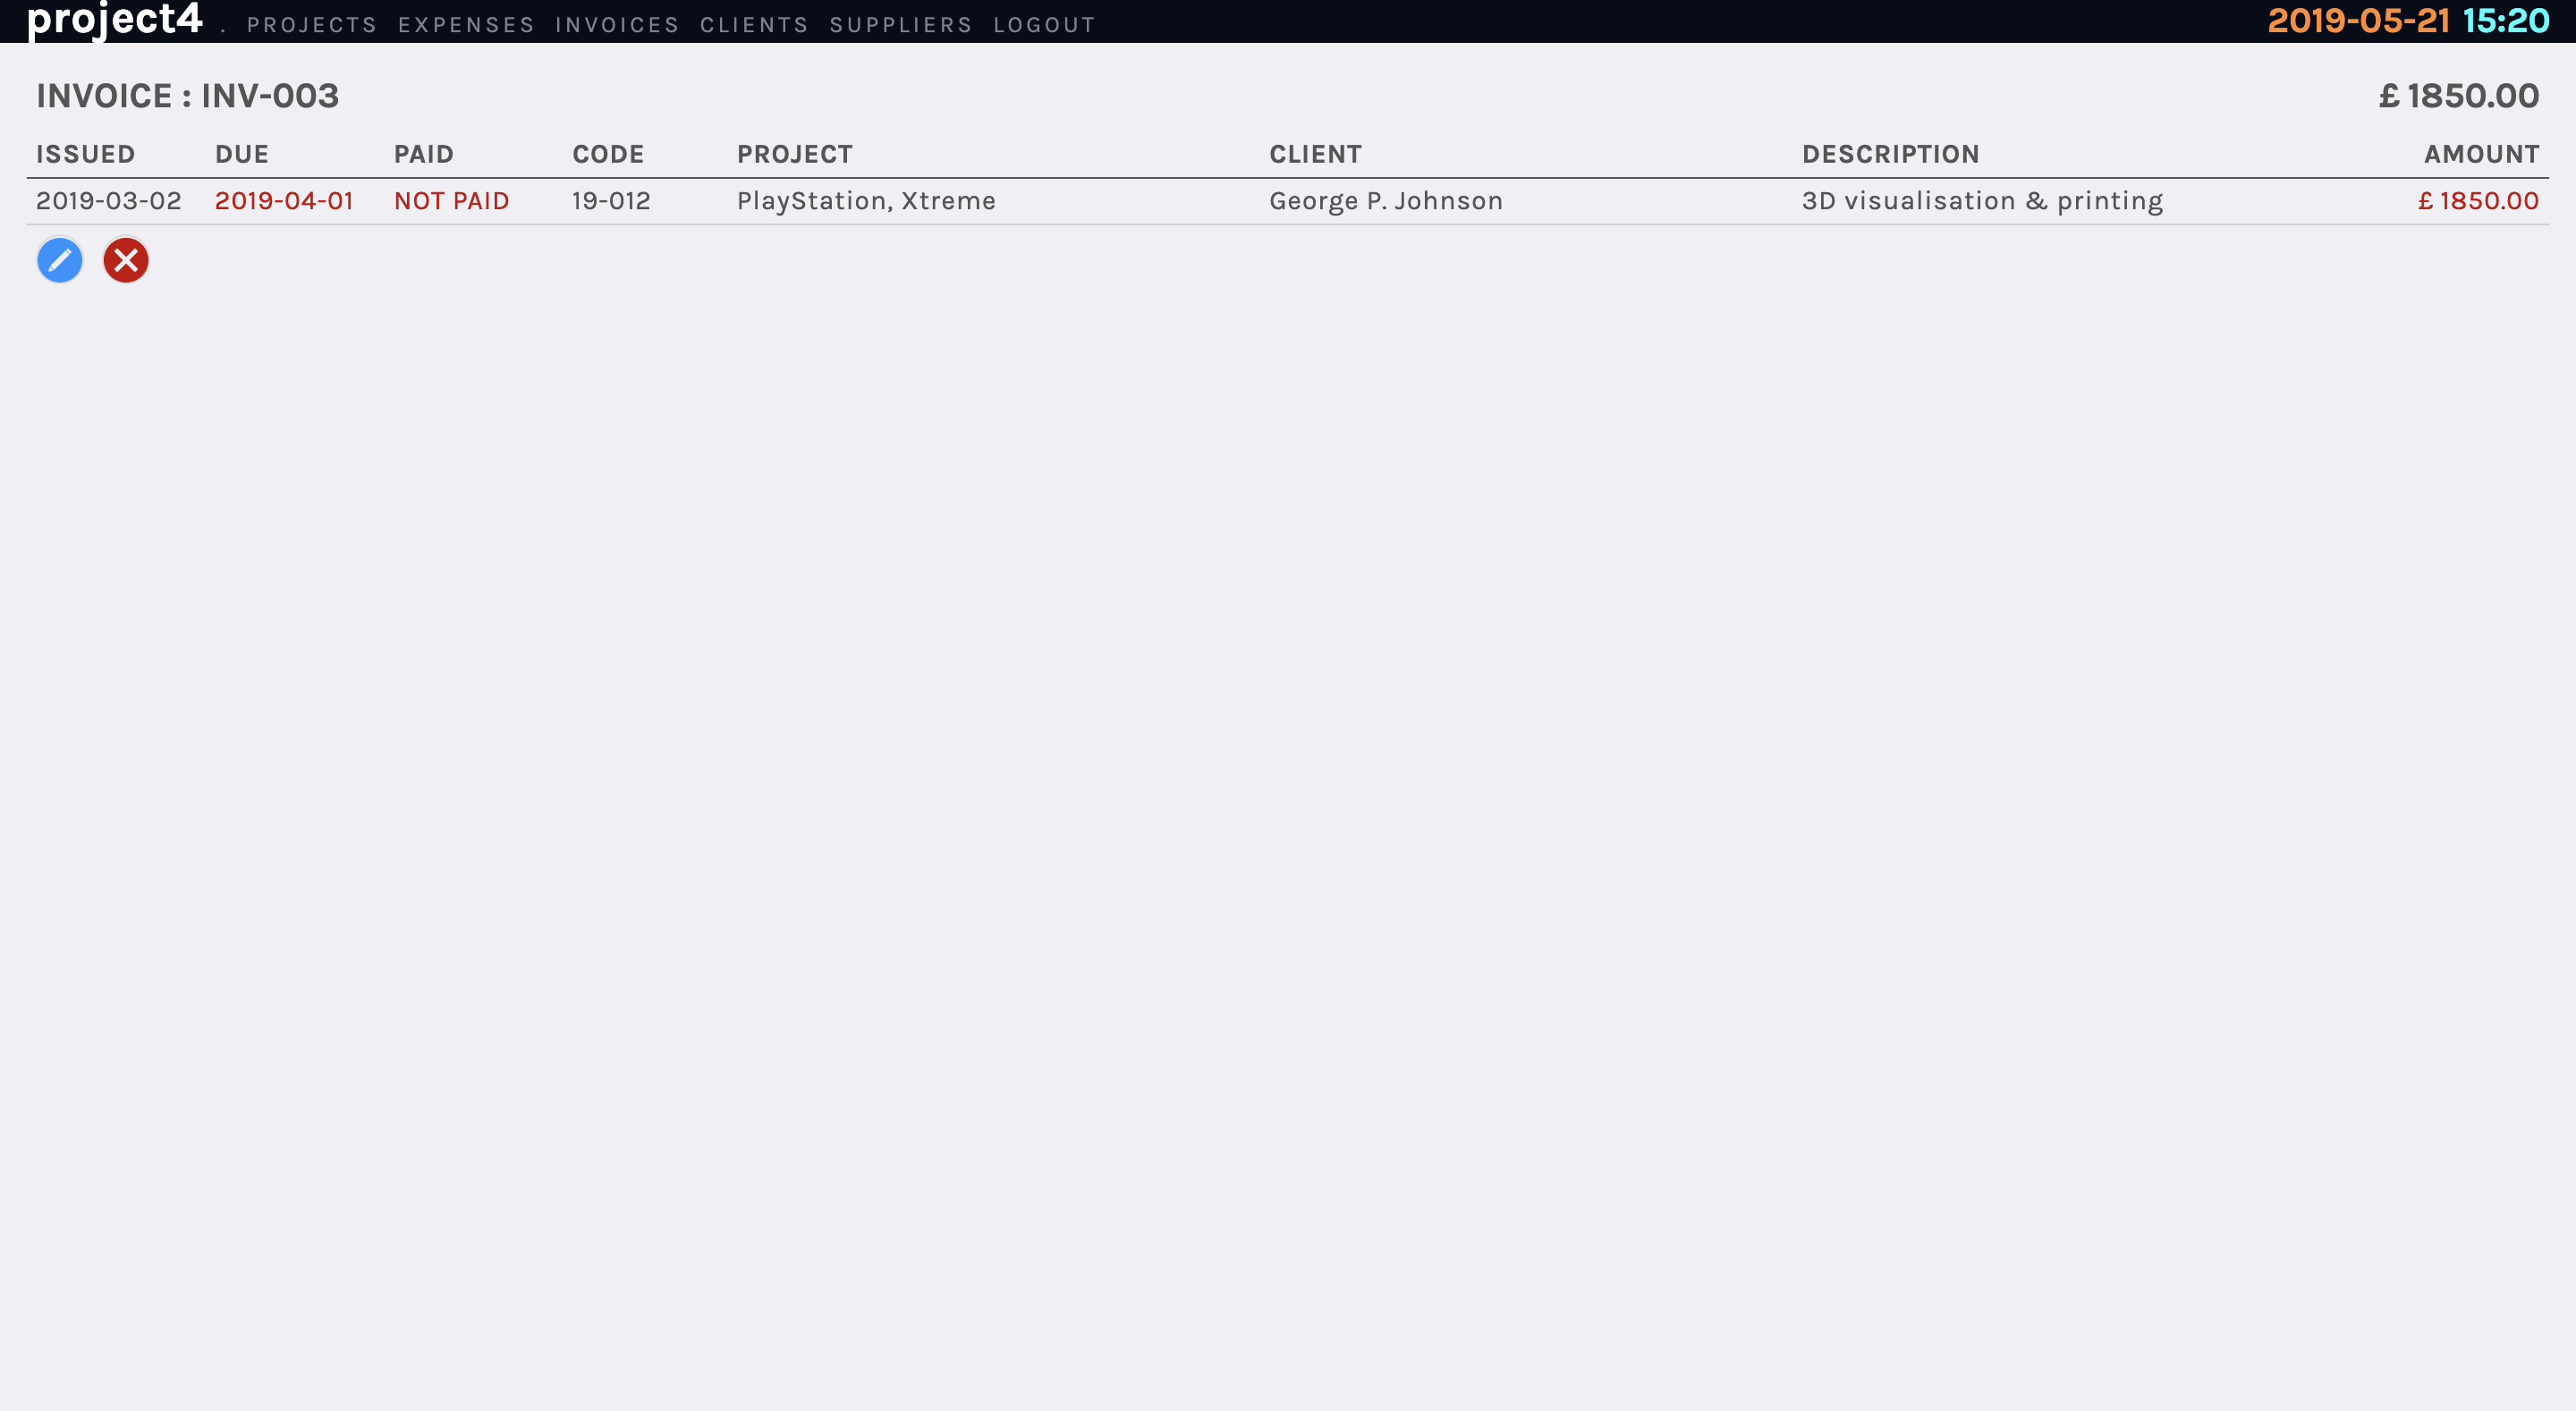 project4 . PROJECTS EXPENSES INVOICES CLIENTS SUPPLIERS LOGOUT 2019-05-21 15:20
INVOICE : INV-003 £ 1850.00
ISSUED DUE PAID CODE PROJECT CLIENT DESCRIPTION AMOUNT
2019-03-02 2019-04-01 NOT PAID 19-012 PlayStation, Xtreme George P. Johnson 3D visualisation & printing £ 1850.00